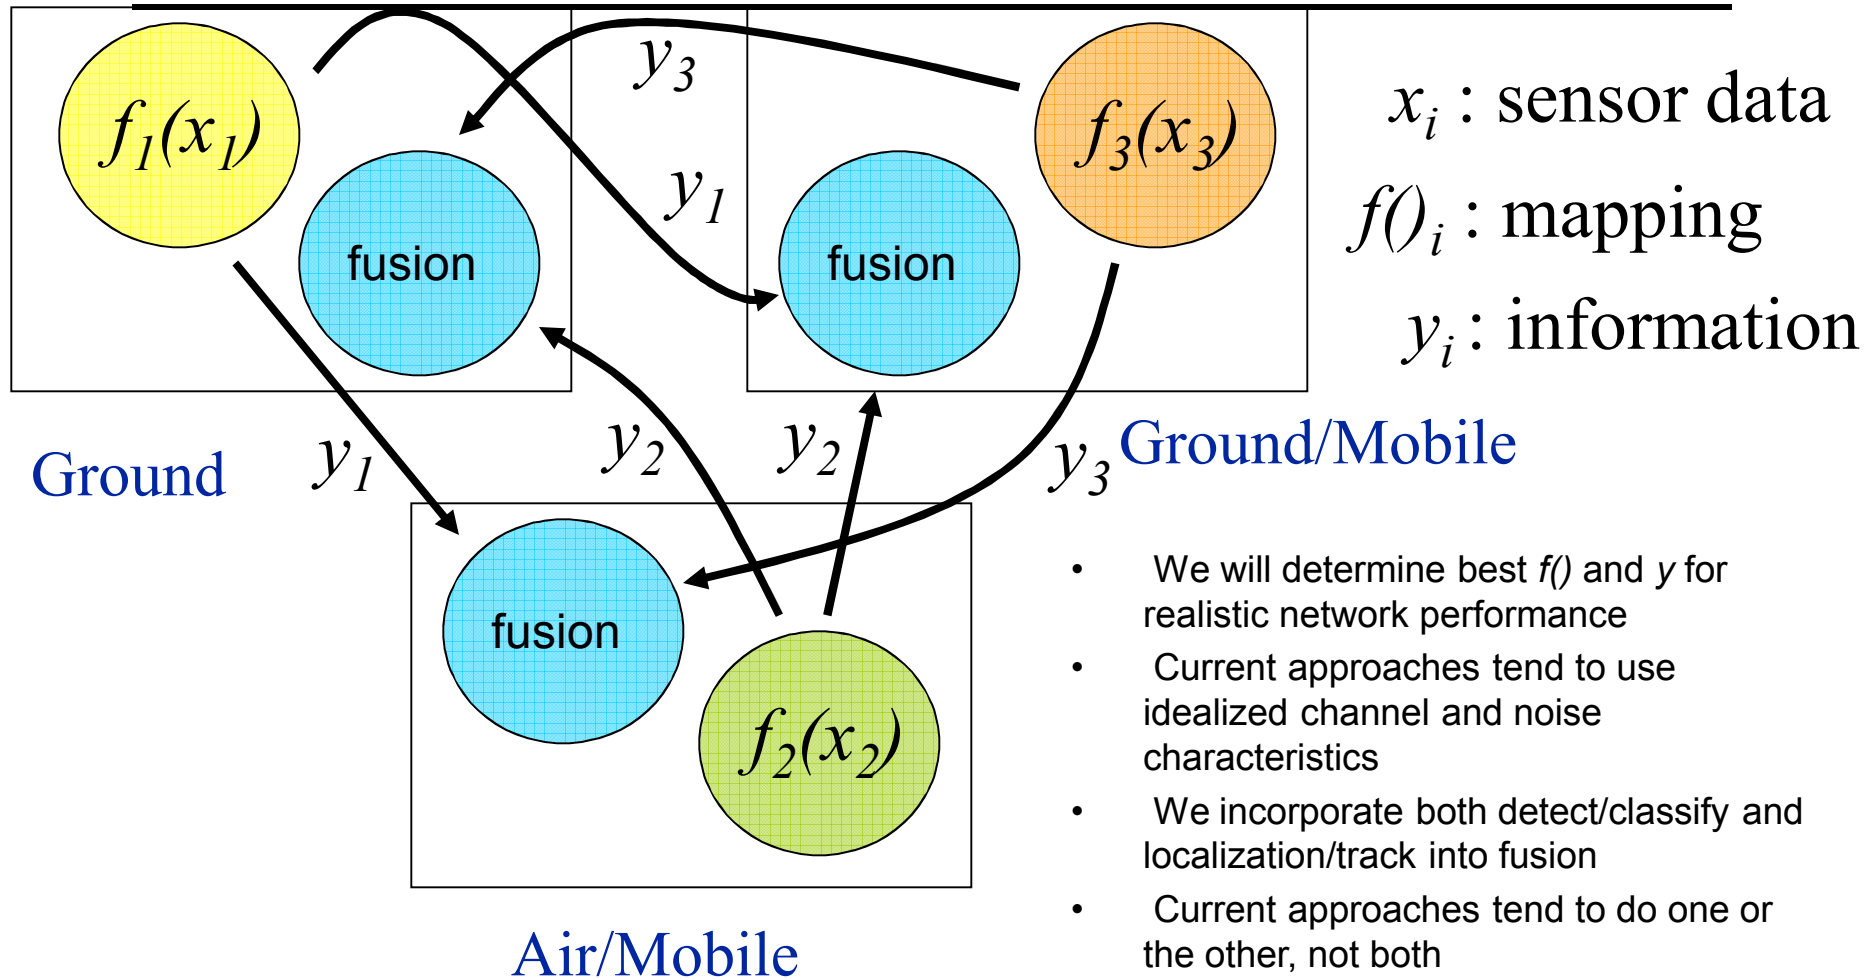 f1(x1)
fusion
y3
y1
fusion
f3(x3)
xi : sensor data
f()i : mapping
yi : information
Ground
y1
y2
y2
y3
Ground/Mobile
fusion
f2(x2)
Air/Mobile
• We will determine best f() and y for
realistic network performance
• Current approaches tend to use
idealized channel and noise
characteristics
• We incorporate both detect/classify and
localization/track into fusion
• Current approaches tend to do one or
the other, not both